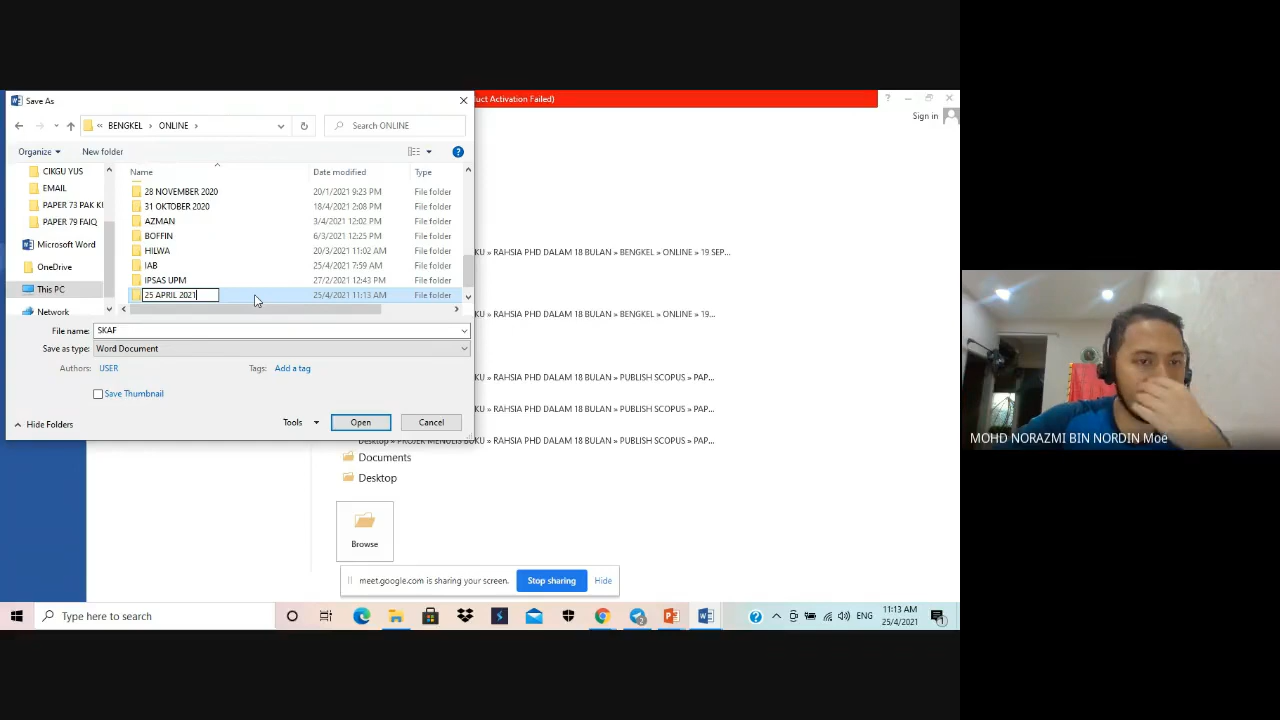 Save As
uct Activation Failed)
?
Sign in
« BENGKEL › ONLINE ›
Search ONLINE
Organize
New folder
Name
Date modified
Type
CIKGU YUS
EMAIL
PAPER 73 PAK KI
PAPER 79 FAIQ
Microsoft Word
OneDrive
This PC
Network
28 NOVEMBER 2020 20/1/2021 9:23 PM File folder
31 OKTOBER 2020 18/4/2021 2:08 PM File folder
AZMAN 3/4/2021 12:02 PM File folder
BOFFIN 6/3/2021 12:25 PM File folder
HILWA 20/3/2021 11:02 AM File folder
IAB 25/4/2021 7:59 AM File folder
IPSAS UPM 27/2/2021 12:43 PM File folder
25 APRIL 2021 25/4/2021 11:13 AM File folder
File name: SKAF
Save as type: Word Document
Authors: USER
Tags: Add a tag
Save Thumbnail
Hide Folders
Tools
Open
Cancel
KU » RAHSIA PHD DALAM 18 BULAN » BENGKEL » ONLINE » 19 SEP...
KU » RAHSIA PHD DALAM 18 BULAN » BENGKEL » ONLINE » 19...
KU » RAHSIA PHD DALAM 18 BULAN » PUBLISH SCOPUS » PAP...
KU » RAHSIA PHD DALAM 18 BULAN » PUBLISH SCOPUS » PAP...
Desktop » PROJEK MENULIS BUKU » RAHSIA PHD DALAM 18 BULAN » PUBLISH SCOPUS » PAP...
Documents
Desktop
Browse
meet.google.com is sharing your screen.
Stop sharing
Hide
Type here to search
2
ENG
11:13 AM
25/4/2021
1
MOHD NORAZMI BIN NORDIN Moe